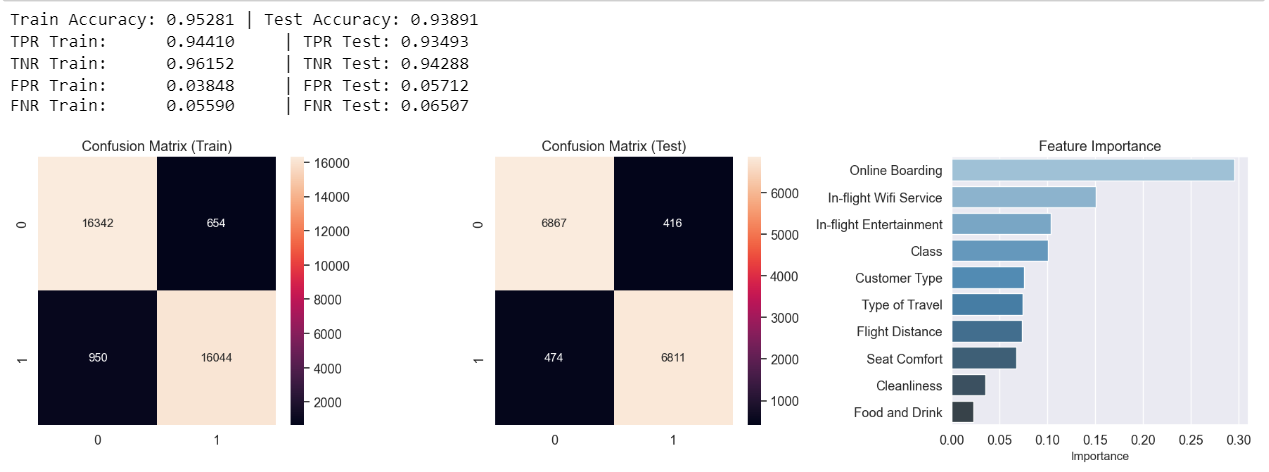 Train Accuracy: 0.95281 | Test Accuracy: 0.93891
TPR Train: 0.94410 | TPR Test: 0.93493
TNR Train: 0.96152 | TNR Test: 0.94288
FPR Train: 0.03848 | FPR Test: 0.05712
FNR Train: 0.05590 | FNR Test: 0.06507
Confusion Matrix (Train)
0
1
16342 654
950 16044
0 1
16000
14000
12000
10000
8000
6000
4000
2000
Confusion Matrix (Test)
0
1
6867 416
474 6811
0 1
6000
5000
4000
3000
2000
1000
Feature Importance
Online Boarding
In-flight Wifi Service
In-flight Entertainment
Class
Customer Type
Type of Travel
Flight Distance
Seat Comfort
Cleanliness
Food and Drink
0.00 0.05 0.10 0.15 0.20 0.25 0.30
Importance